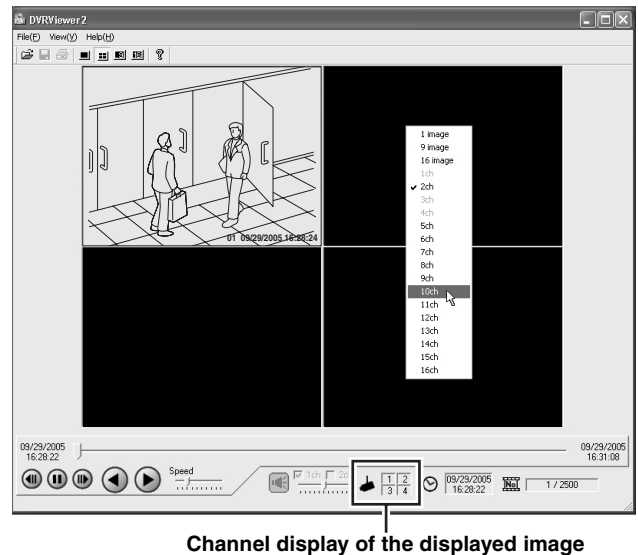 DVRViewer2
File(F) View(V) Help(H)
01 09/29/2005 16:28:24
1 image
9 image
16 image
1ch
2ch
3ch
4ch
5ch
6ch
7ch
8ch
9ch
10ch
11ch
12ch
13ch
14ch
15ch
16ch
09/29/2005
16:28:22
09/29/2005
16:31:08
Speed
1ch
1 2
3 4
09/29/2005
16:28:22
No
1 / 2500
Channel display of the displayed image